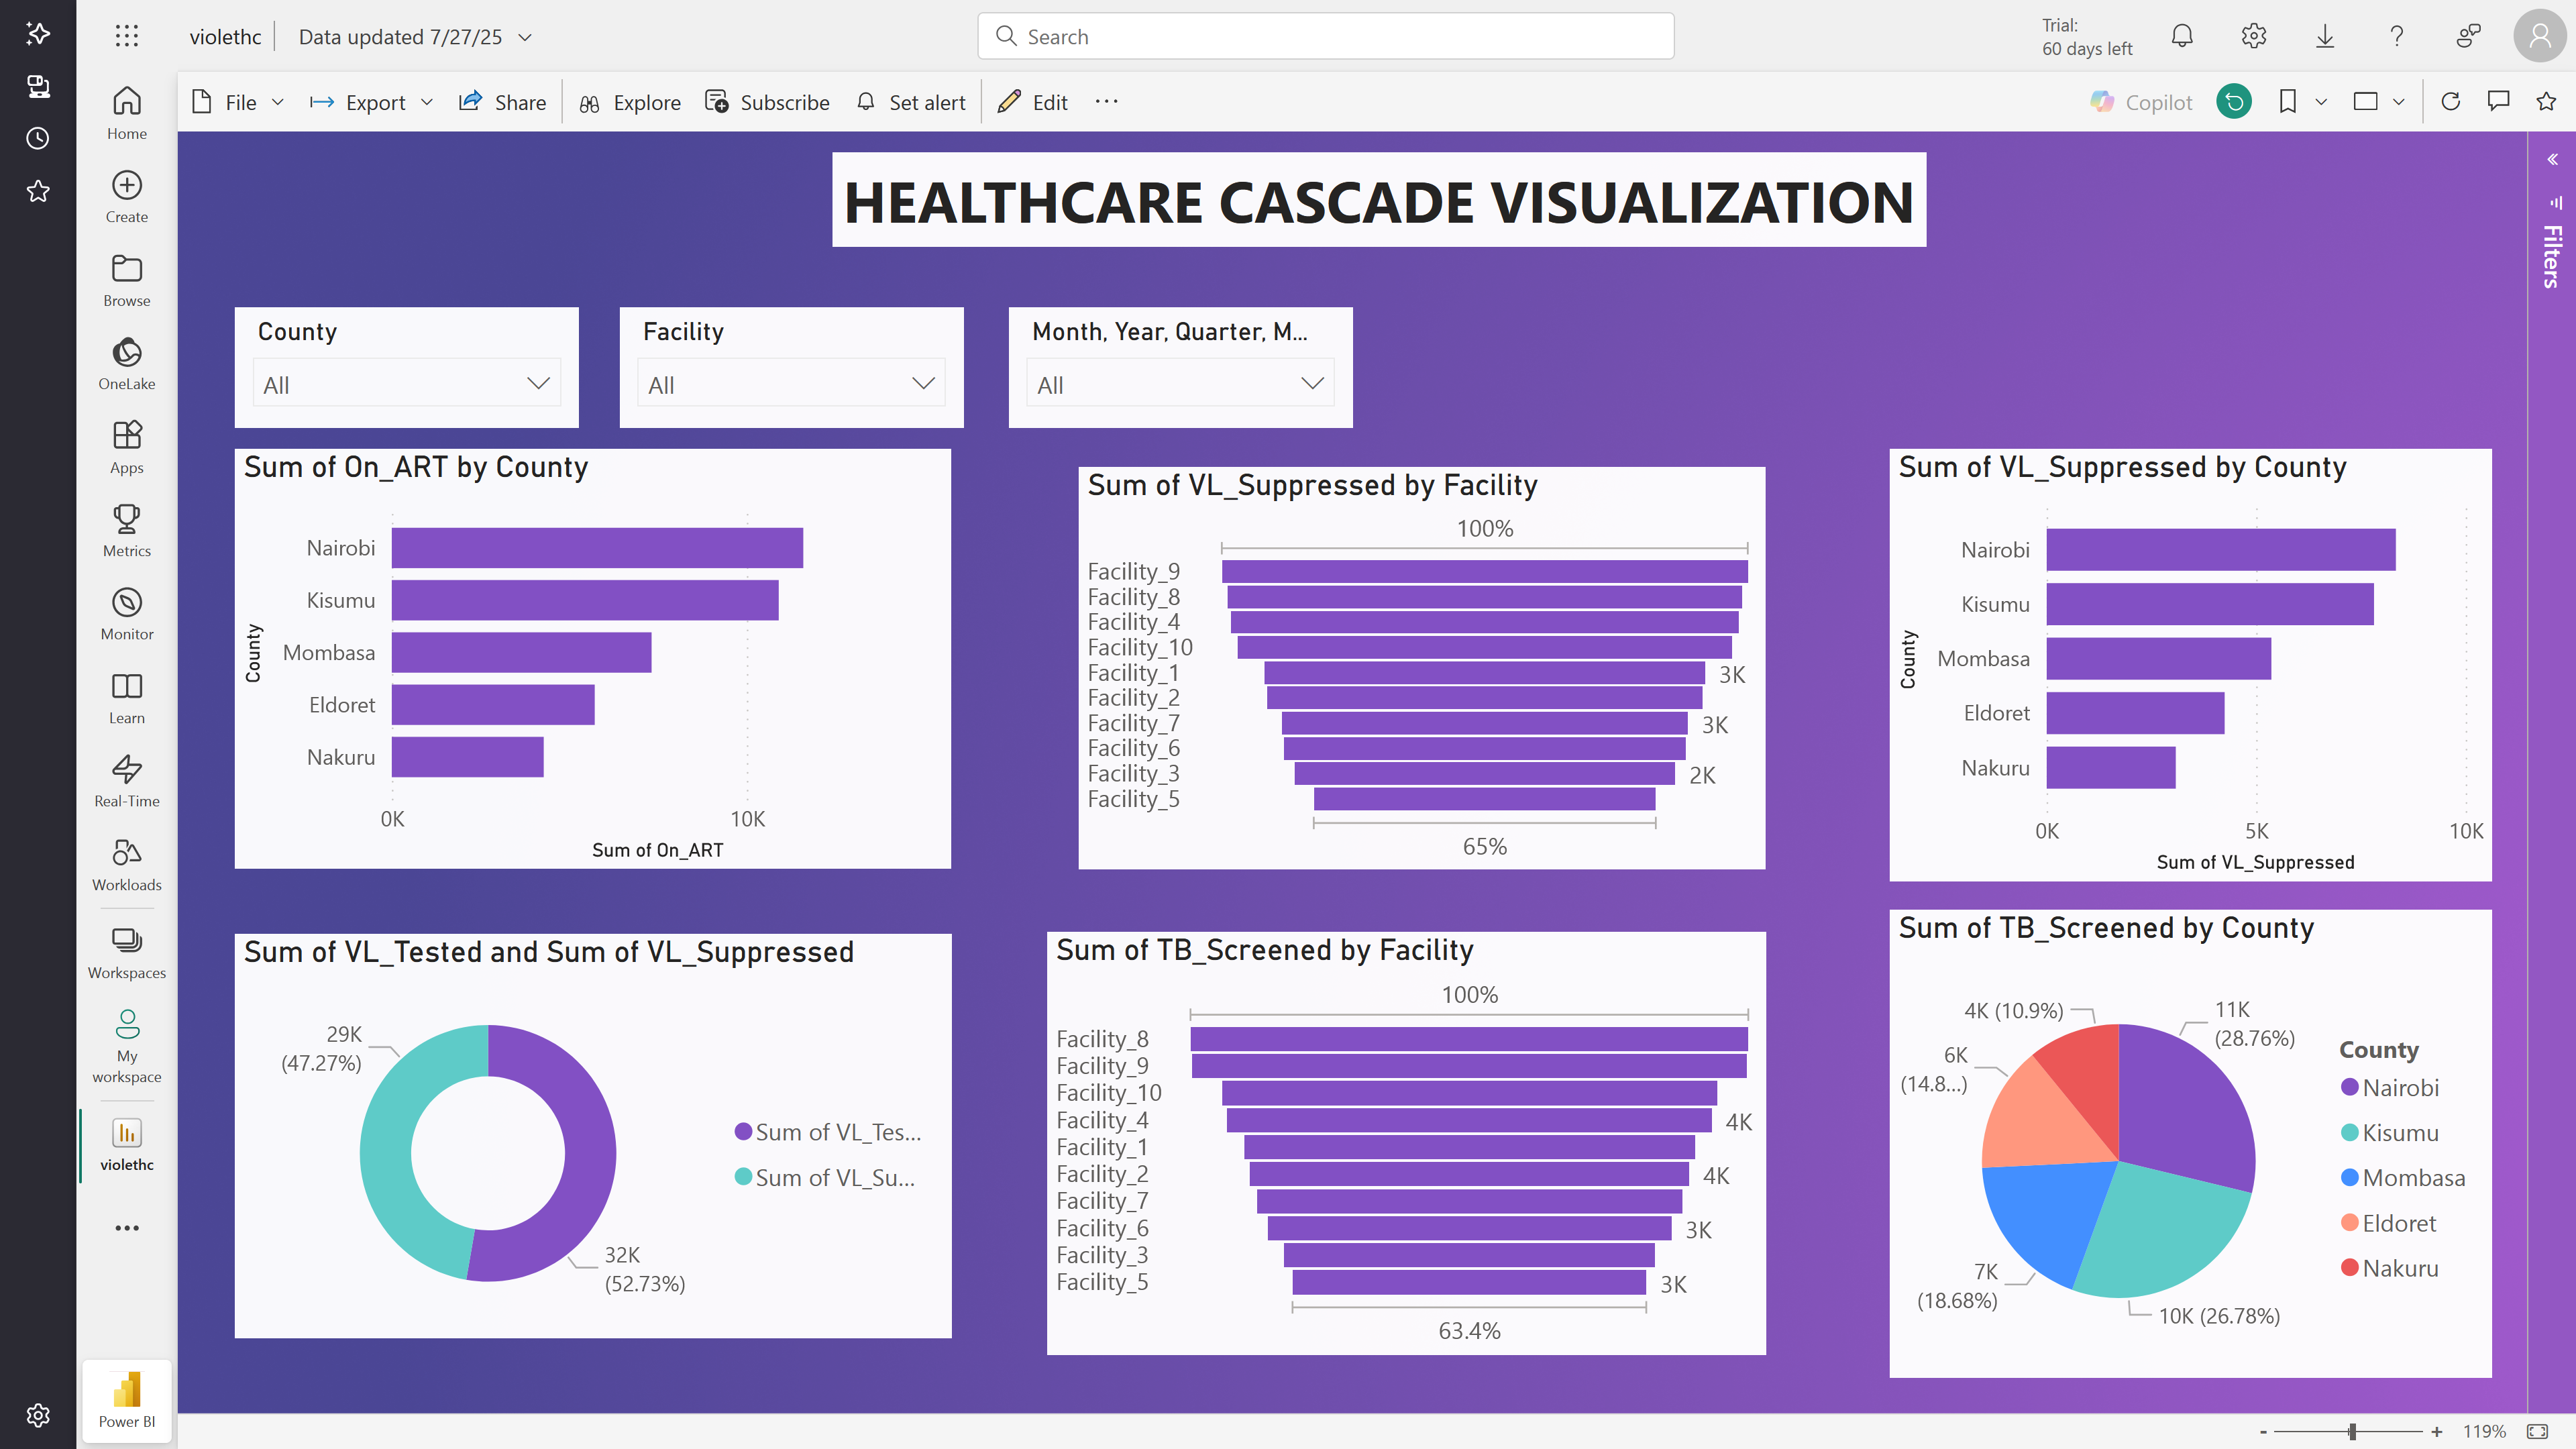 violethc
Data updated 7/27/25
Search
Trial:
60 days left
File
Export
Share
Explore
Subscribe
Set alert
Edit
Copilot
Home
Create
Browse
OneLake
Apps
Metrics
Monitor
Learn
Real-Time
Workloads
Workspaces
My
workspace
violethc
Power BI
HEALTHCARE CASCADE VISUALIZATION
Filters
County
All
Facility
All
Month, Year, Quarter, M...
All
Sum of On_ART by County
County
Nairobi
Kisumu
Mombasa
Eldoret
Nakuru
0K
10K
Sum of On_ART
Sum of VL_Suppressed by Facility
100%
Facility_9
Facility_8
Facility_4
Facility_10
Facility_1
3K
Facility_2
Facility_7
3K
Facility_6
Facility_3
2K
Facility_5
65%
Sum of VL_Suppressed by County
County
Nairobi
Kisumu
Mombasa
Eldoret
Nakuru
0K
5K
10K
Sum of VL_Suppressed
Sum of VL_Tested and Sum of VL_Suppressed
29K
(47.27%)
32K
(52.73%)
Sum of VL_Tes...
Sum of VL_Su...
Sum of TB_Screened by Facility
100%
Facility_8
Facility_9
Facility_10
Facility_4
4K
Facility_1
Facility_2
4K
Facility_7
Facility_6
3K
Facility_3
Facility_5
3K
63.4%
Sum of TB_Screened by County
4K (10.9%)
11K
(28.76%)
6K
(14.8...)
7K
(18.68%)
10K (26.78%)
County
Nairobi
Kisumu
Mombasa
Eldoret
Nakuru
119%